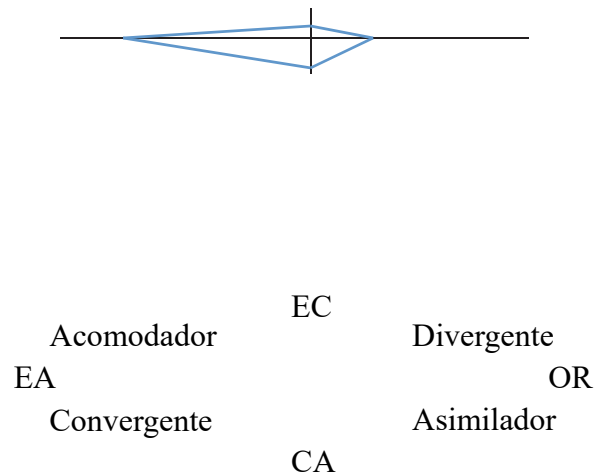 EC
Acomodador Divergente
EA OR
Convergente Asimilador
CA